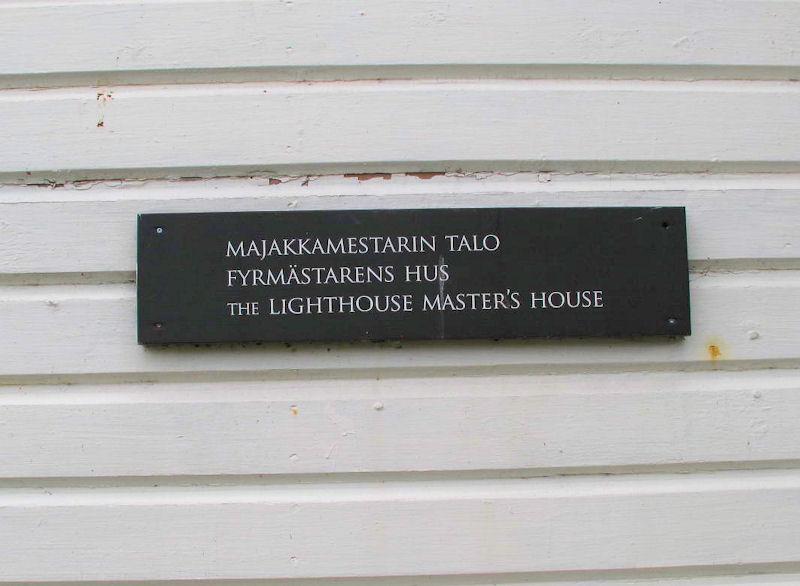 MAJAKKAMESTARIN TALO
FYRMÄSTARENS HUS
THE LIGHTHOUSE MASTER'S HOUSE